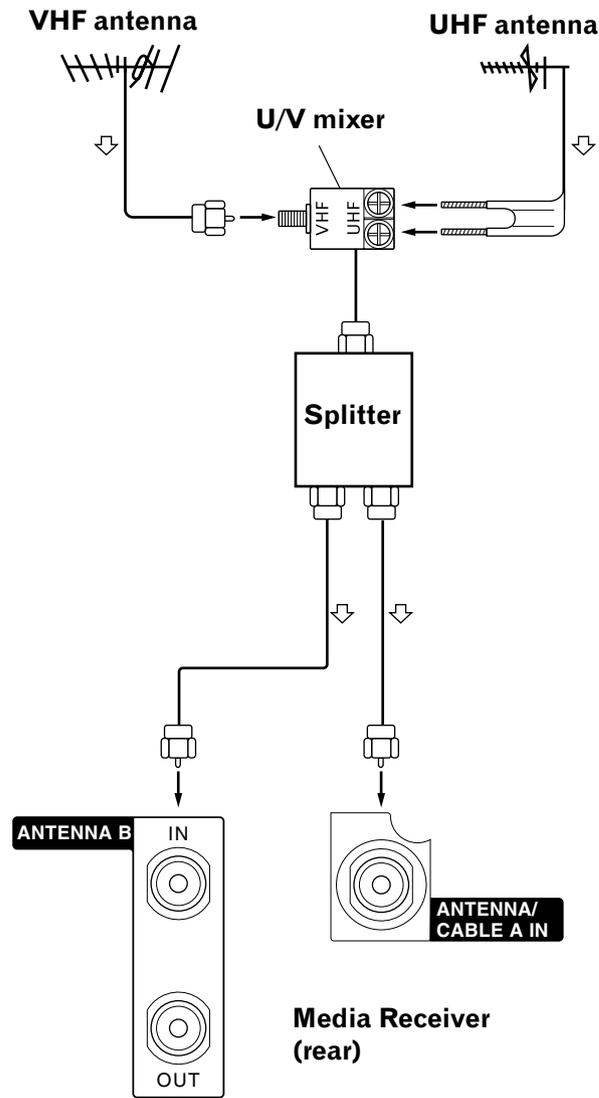 VHF antenna
UHF antenna
U/V mixer
VHF
UHF
Splitter
ANTENNA B
IN
ANTENNA/
CABLE A IN
Media Receiver
(rear)
OUT